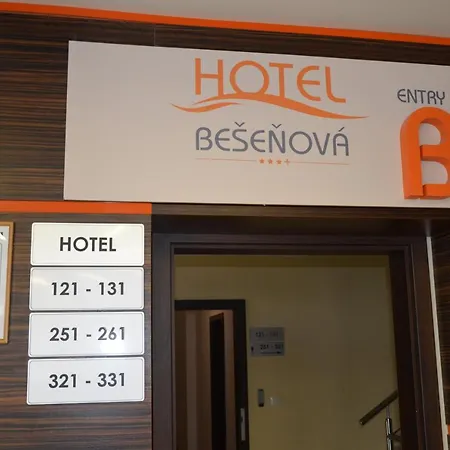 HOTEL
BEŠEŇOVÁ
ENTRY
B
HOTEL
121 - 131
251 - 261
321 - 331